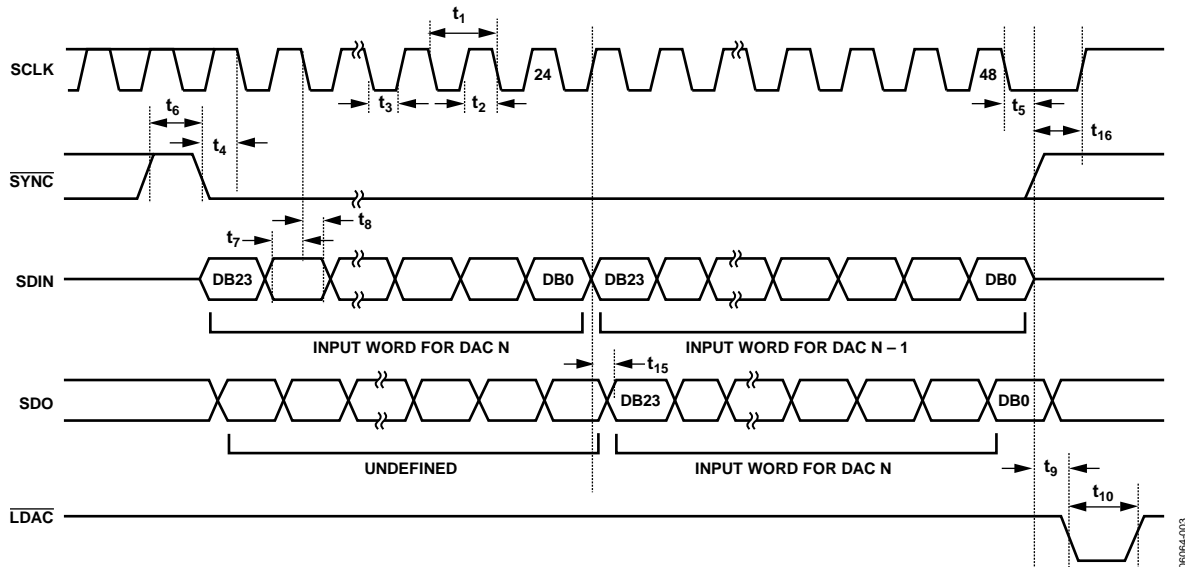 t1
SCLK
24
48
t3
t2
t5
t6
t16
t4
SYNC
t8
t7
SDIN
DB23
DB0
DB23
DB0
INPUT WORD FOR DAC N
INPUT WORD FOR DAC N – 1
t15
SDO
DB23
DB0
UNDEFINED
INPUT WORD FOR DAC N
t9
t10
LDAC
06064-003